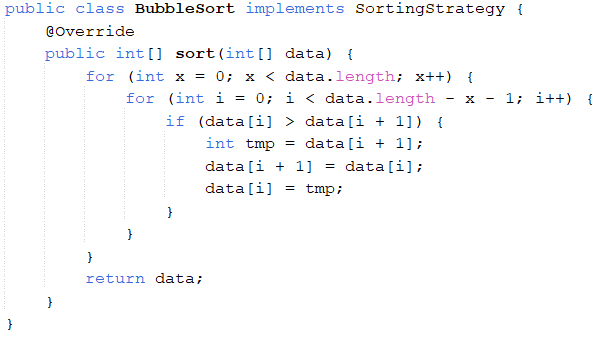 public class BubbleSort implements SortingStrategy {
    @Override
    public int[] sort(int[] data) {
        for (int x = 0; x < data.length; x++) {
            for (int i = 0; i < data.length - x - 1; i++) {
                if (data[i] > data[i + 1]) {
                    int tmp = data[i + 1];
                    data[i + 1] = data[i];
                    data[i] = tmp;
                }
            }
        }
        return data;
    }
}